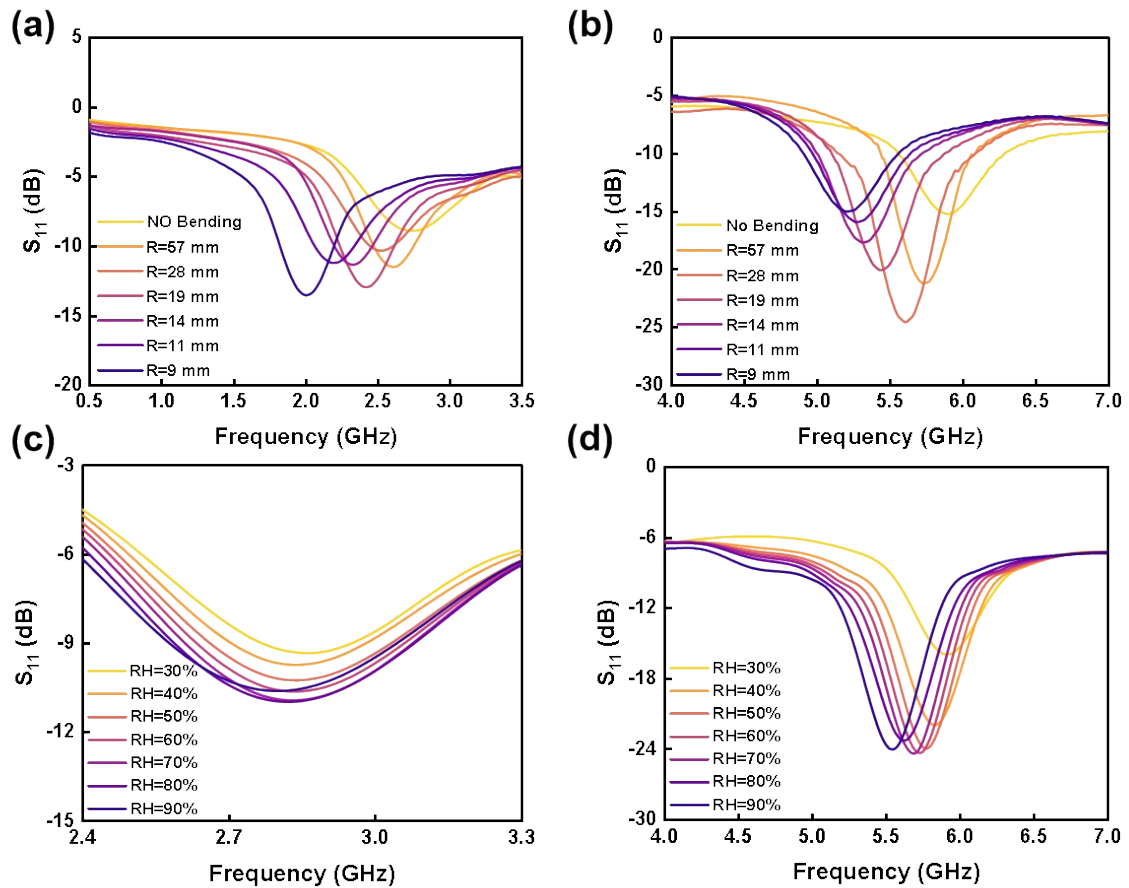 (a)
5
0
-5
-10
-15
-20
S11 (dB)
NO Bending
R=57 mm
R=28 mm
R=19 mm
R=14 mm
R=11 mm
R=9 mm
0.5 1.0 1.5 2.0 2.5 3.0 3.5
Frequency (GHz)
(b)
0
-5
-10
-15
-20
-25
-30
S11 (dB)
No Bending
R=57 mm
R=28 mm
R=19 mm
R=14 mm
R=11 mm
R=9 mm
4.0 4.5 5.0 5.5 6.0 6.5 7.0
Frequency (GHz)
(c)
-3
-6
-9
-12
-15
S11 (dB)
RH=30%
RH=40%
RH=50%
RH=60%
RH=70%
RH=80%
RH=90%
2.4 2.7 3.0 3.3
Frequency (GHz)
(d)
0
-6
-12
-18
-24
-30
S11 (dB)
RH=30%
RH=40%
RH=50%
RH=60%
RH=70%
RH=80%
RH=90%
4.0 4.5 5.0 5.5 6.0 6.5 7.0
Frequency (GHz)